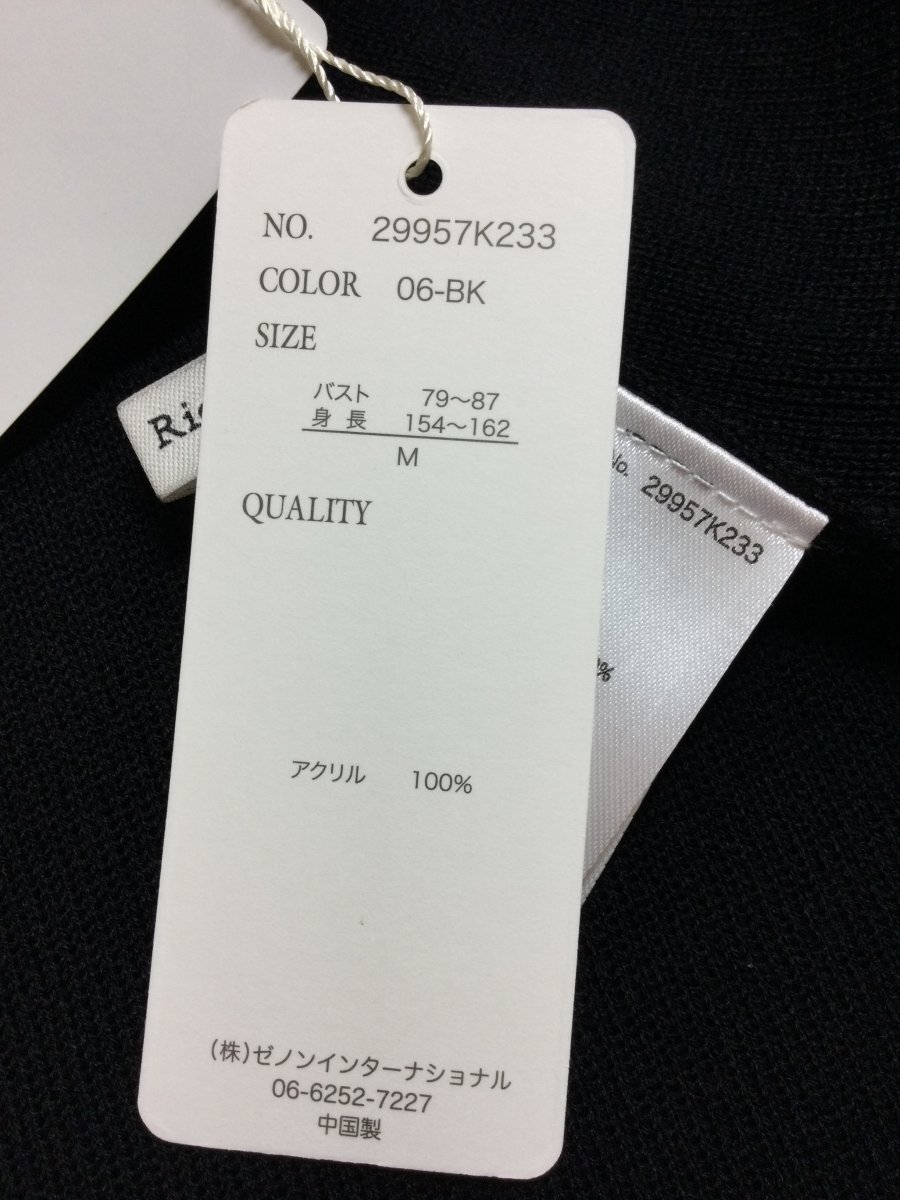 NO. 29957K233
COLOR 06-BK
SIZE
バスト 79〜87
身長 154〜162
M
QUALITY
アクリル 100%
(株)ゼノンインターナショナル
06-6252-7227
中国製
No. 29957K233
%